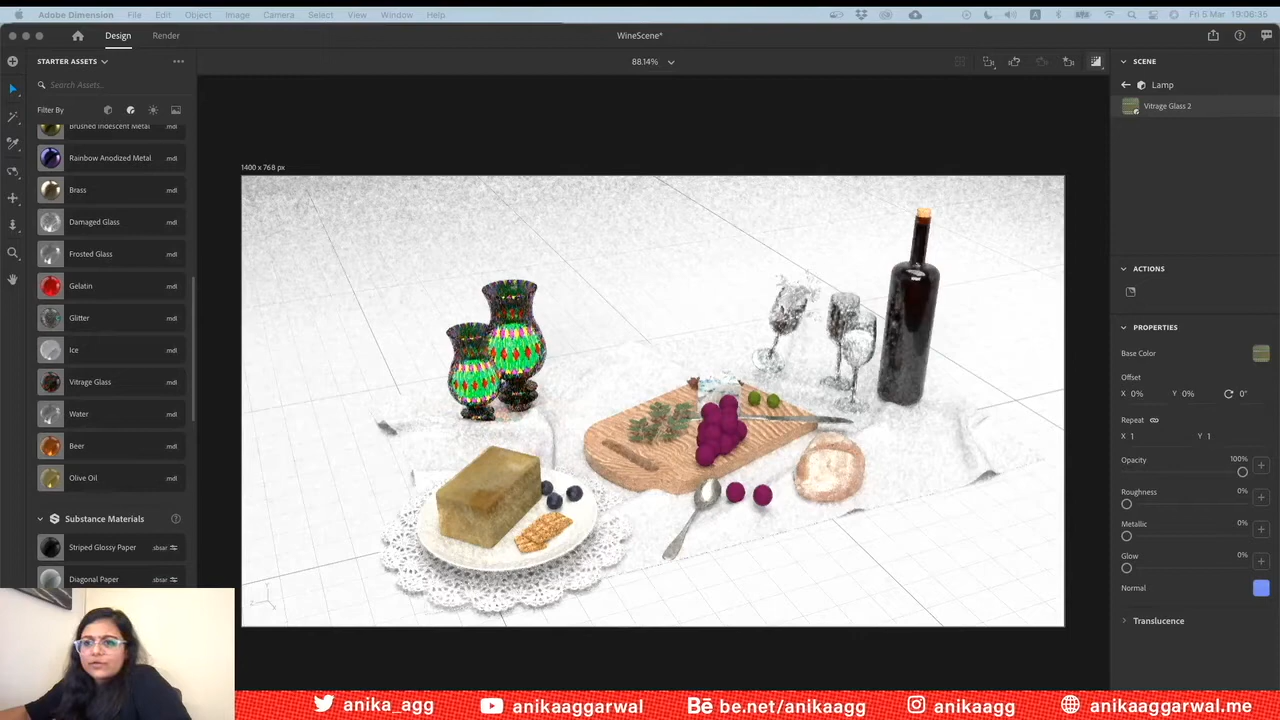 Adobe Dimension File Edit Object Image Camera Select View Window Help Fri 5 Mar 19:06:35
Design Render WineScene*
STARTER ASSETS
Search Assets...
Filter By
Brushed Iridescent Metal .mdl
Rainbow Anodized Metal .mdl
Brass .mdl
Damaged Glass .mdl
Frosted Glass .mdl
Gelatin .mdl
Glitter .mdl
Ice .mdl
Vitrage Glass .mdl
Water .mdl
Beer .mdl
Olive Oil .mdl
Substance Materials
Striped Glossy Paper .sbsar
Diagonal Paper .sbsar
88.14%
1400 x 768 px
SCENE
Lamp
Vitrage Glass 2
ACTIONS
PROPERTIES
Base Color
Offset
X 0% Y 0% 0°
Repeat
X 1 Y 1
Opacity 100%
Roughness 0%
Metallic 0%
Glow 0%
Normal
Translucence
anika_agg anikaaggarwal Bē be.net/anikaagg anikaagg anikaaggarwal.me